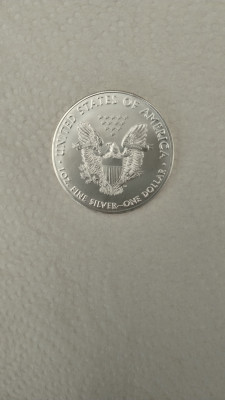 UNITED STATES OF AMERICA
1 OZ. FINE SILVER~ONE DOLLAR